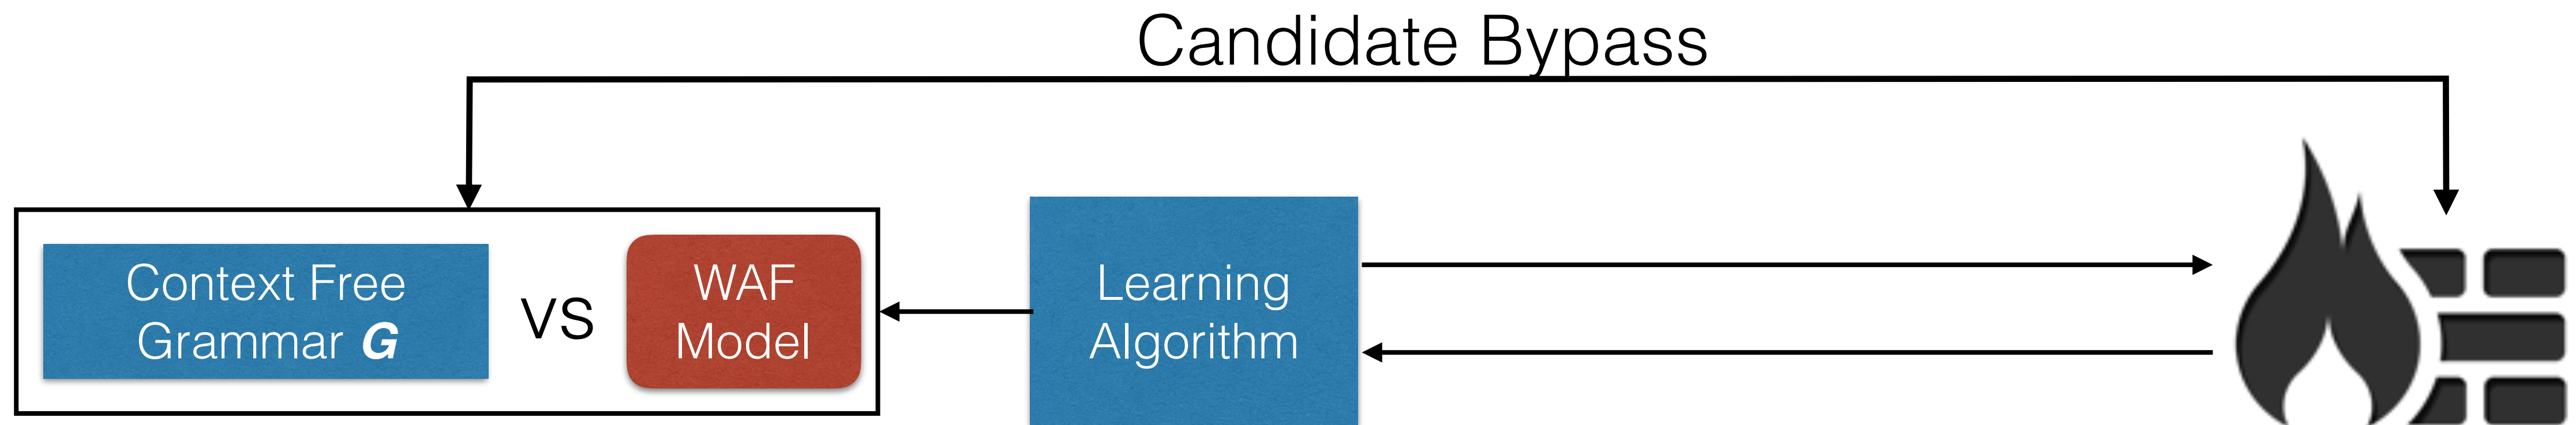 Candidate Bypass
Context Free
Grammar G
vs
WAF
Model
Learning
Algorithm